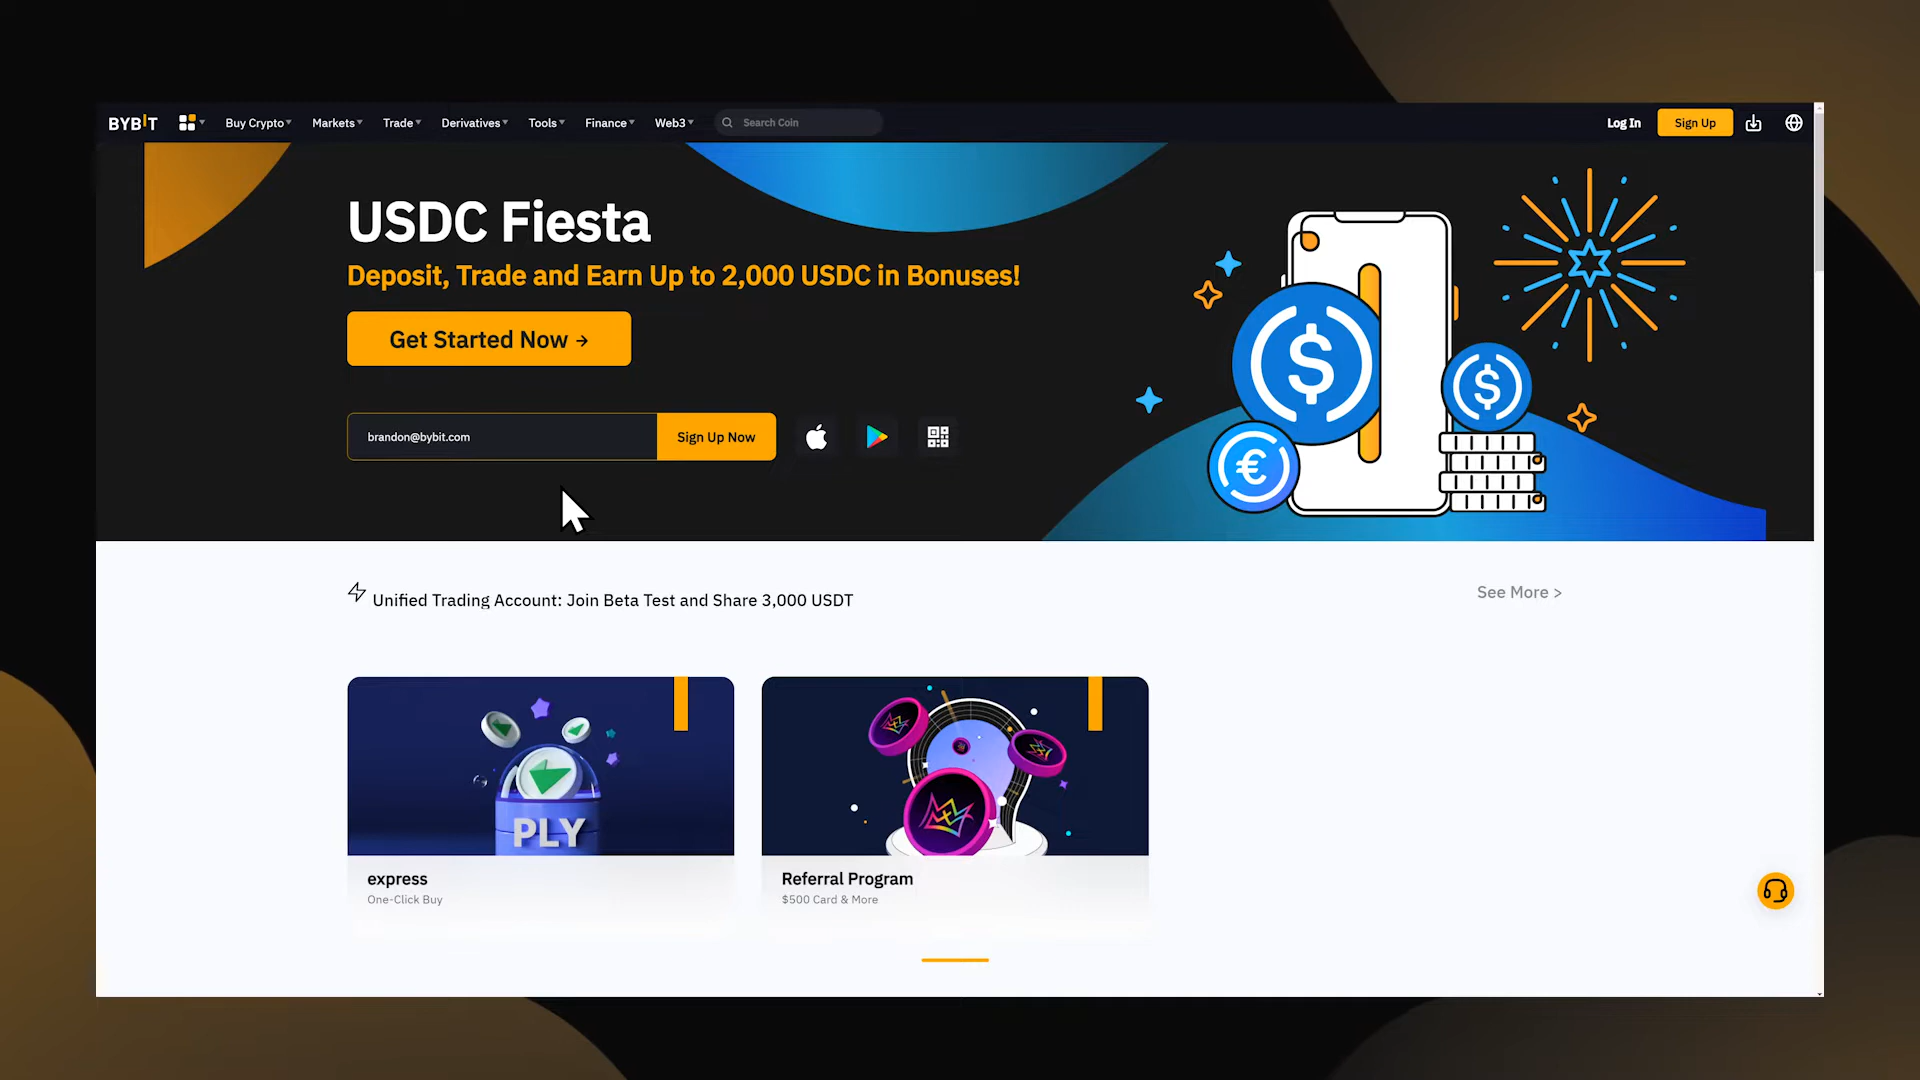 BYBIT
Buy Crypto
Markets
Trade
Derivatives
Tools
Finance
Web3
Search Coin
Log In
Sign Up
USDC Fiesta
Deposit, Trade and Earn Up to 2,000 USDC in Bonuses!
Get Started Now →
brandon@bybit.com
Sign Up Now
$
$
€
Unified Trading Account: Join Beta Test and Share 3,000 USDT
See More >
PLY
express
One-Click Buy
Referral Program
$500 Card & More